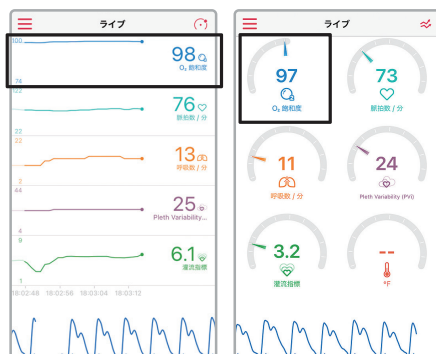 ライブ
100
98
O₂ 飽和度
74
122
76
脈拍数 / 分
22
22
13
呼吸数 / 分
2
44
25
Pleth Variability...
4
9
6.1
灌流指標
1
18:02:48 18:02:56 18:03:04 18:03:12
ライブ
97
O₂ 飽和度
73
脈拍数 / 分
11
呼吸数 / 分
24
Pleth Variability (PVi)
3.2
灌流指標
--
°F